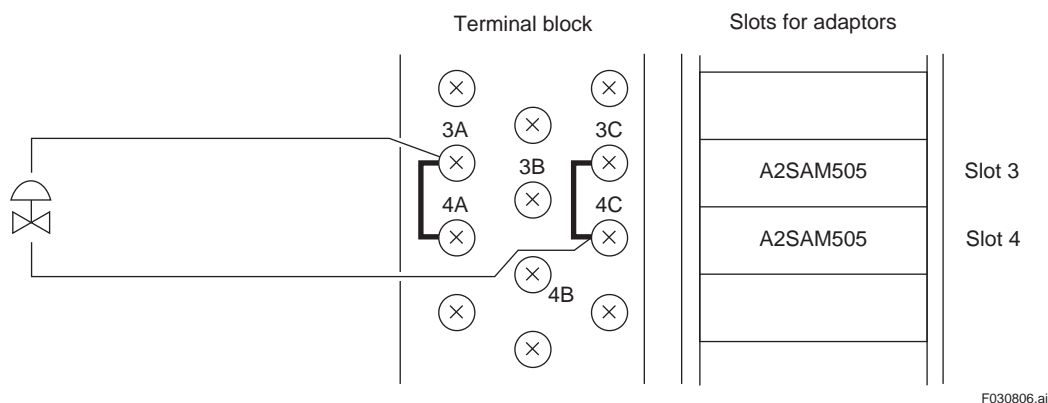 Terminal block
Slots for adaptors
3A
3C
3B
A2SAM505
Slot 3
4A
4C
A2SAM505
Slot 4
4B
F030806.ai